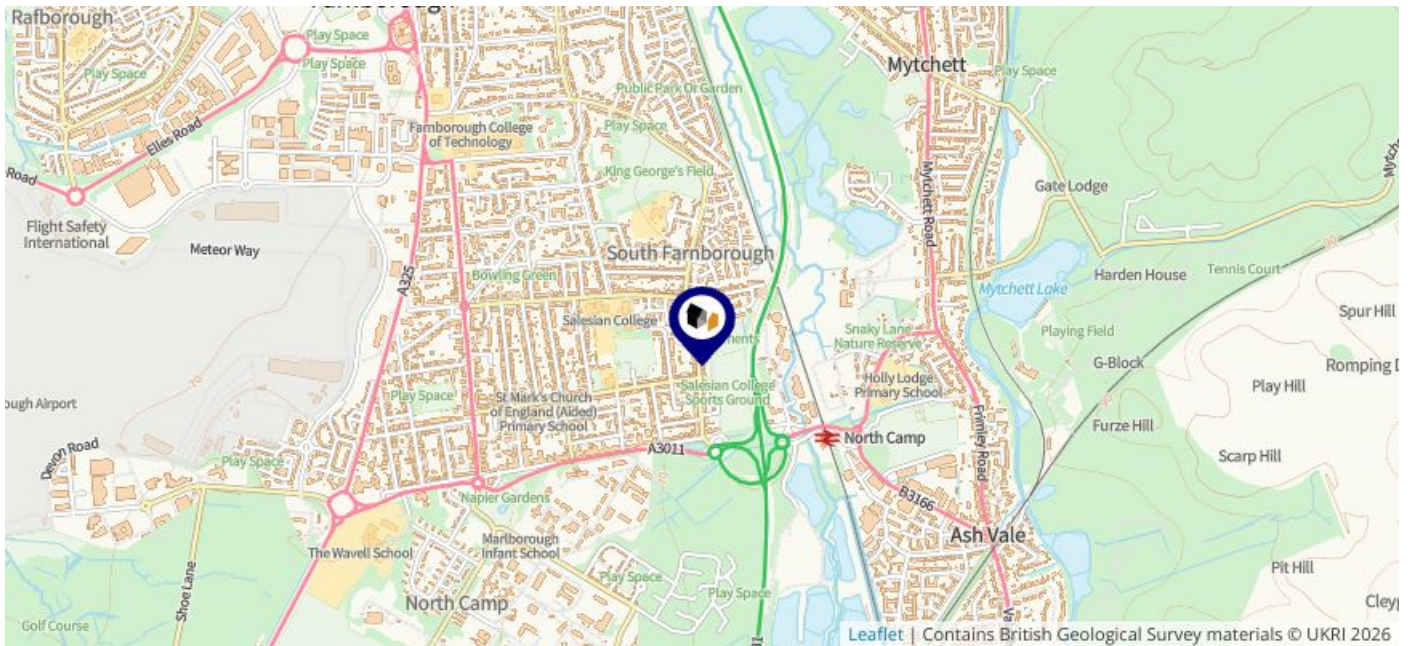 Rafborough
Play Space
Play Space
Play Space
Elles Road
Road
Flight Safety
International
Meteor Way
A325
Farnborough College
of Technology
Public Park Or Garden
Play Space
King George's Field
South Farnborough
Bowling Green
Salesian College
Salesian College
Sports Ground
Play Space
St Mark's Church
of England (Aided)
Primary School
ough Airport
Devon Road
Play Space
A3011
Napier Gardens
The Wavell School
Marlborough
Infant School
North Camp
Shoe Lane
Golf Course
Play Space
Play Space
Mytchett
Play Space
Mytchett Road
Gate Lodge
Mytchett Lake
Harden House
Tennis Court
90
Spur Hill
Snaky Lane
Nature Reserve
Playing Field
G-Block
Holly Lodge
Primary School
Play Hill
Romping
Furze Hill
Scarp Hill
North Camp
Frimley Road
B3166
Ash Vale
Pit Hill
Leaflet | Contains British Geological Survey materials © UKRI 2026